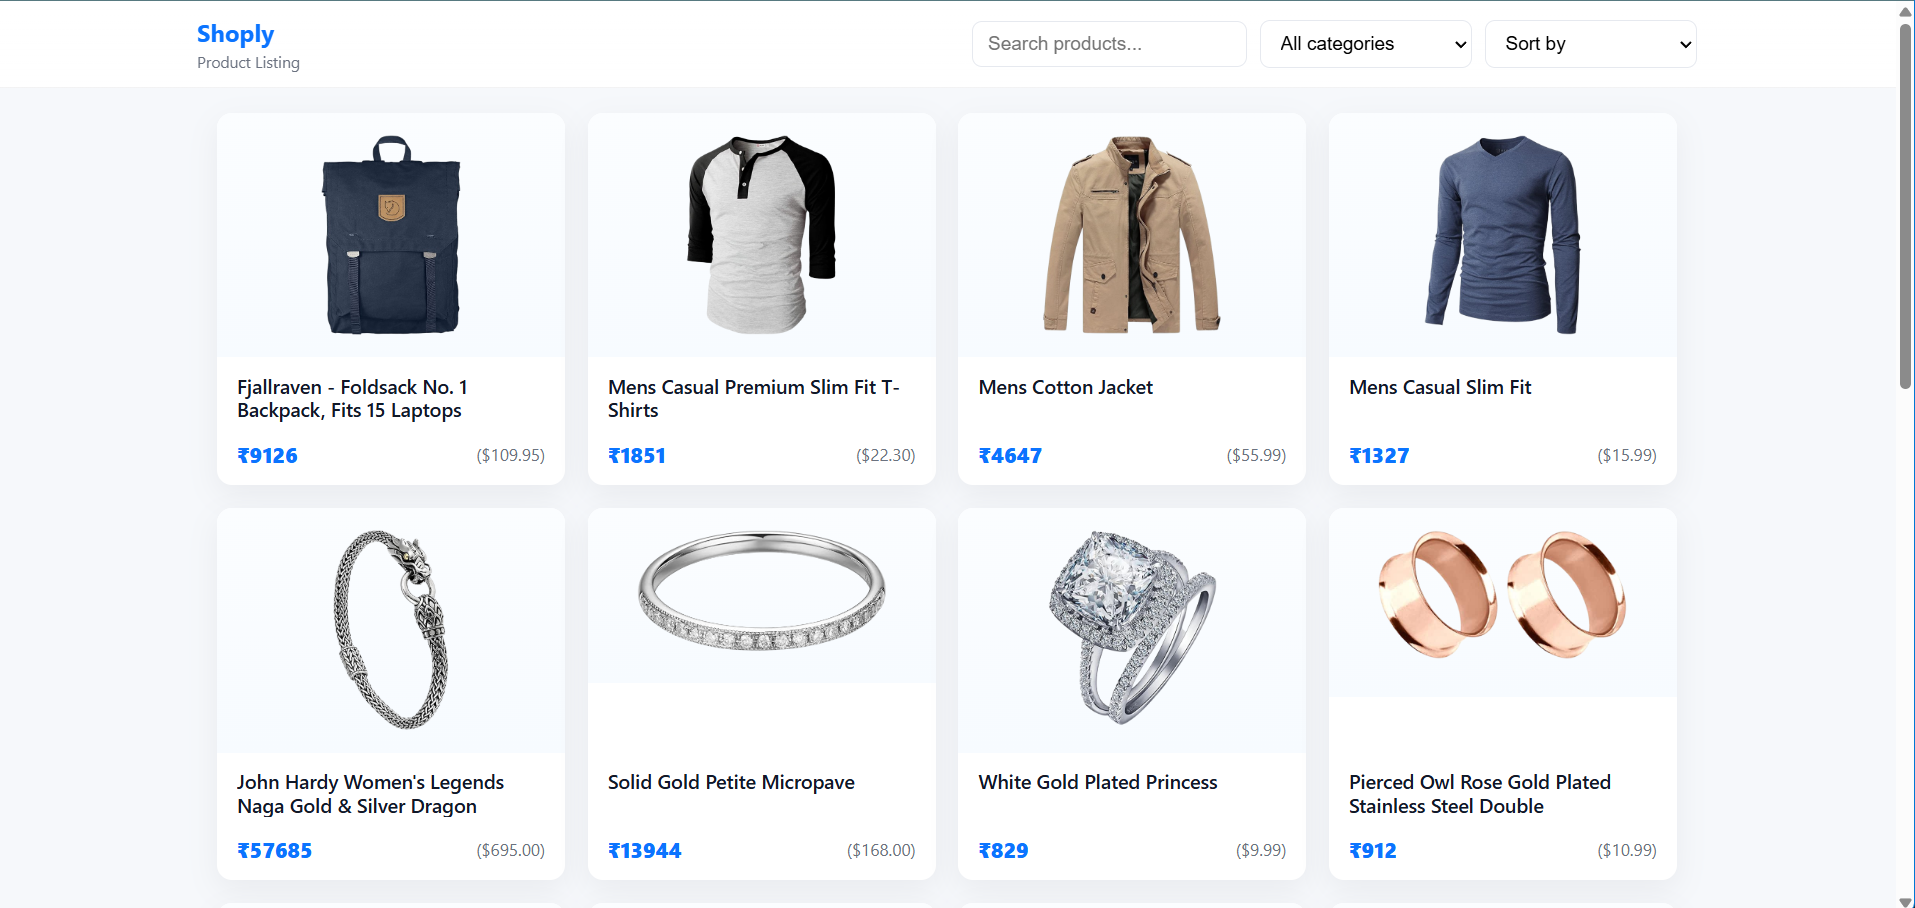 Shoply
Product Listing
Search products...
All categories
Sort by
Fjallraven - Foldsack No. 1
Backpack, Fits 15 Laptops
₹9126
($109.95)
Mens Casual Premium Slim Fit T-
Shirts
₹1851
($22.30)
Mens Cotton Jacket
₹4647
($55.99)
Mens Casual Slim Fit
₹1327
($15.99)
John Hardy Women's Legends
Naga Gold & Silver Dragon
₹57685
($695.00)
Solid Gold Petite Micropave
₹13944
($168.00)
White Gold Plated Princess
₹829
($9.99)
Pierced Owl Rose Gold Plated
Stainless Steel Double
₹912
($10.99)